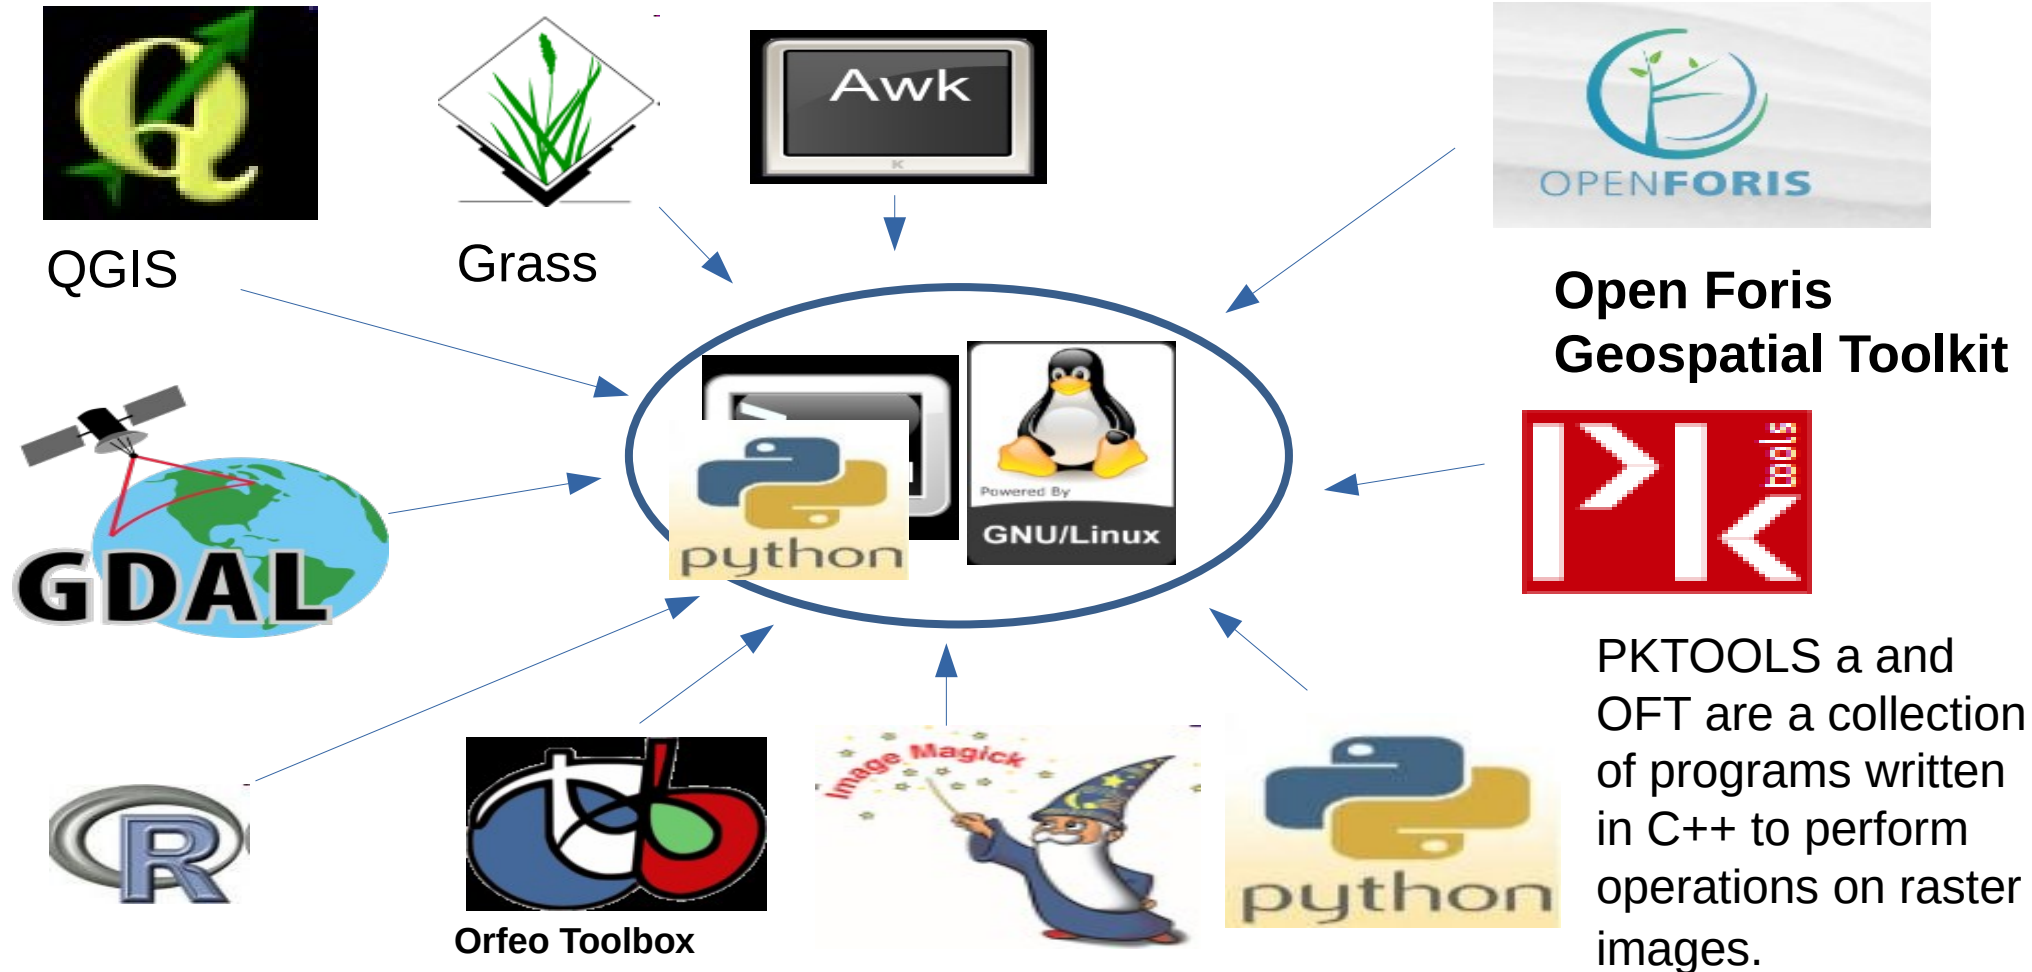 Awk
OPENFORIS
QGIS
Grass
Open Foris
Geospatial Toolkit
GDAL
python
Powered By
GNU/Linux
PK
tools
PKTOOLS a and
OFT are a collection
of programs written
in C++ to perform
operations on raster
images.
R
Orfeo Toolbox
Image Magick
python